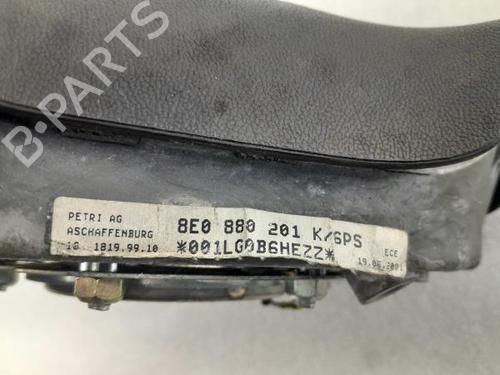 B-PARTS
PETRI AG
ASCHAFFENBURG
1819.99.10
8E0 880 201 K/6PS
*001LG0B6HEZZ*
ECE